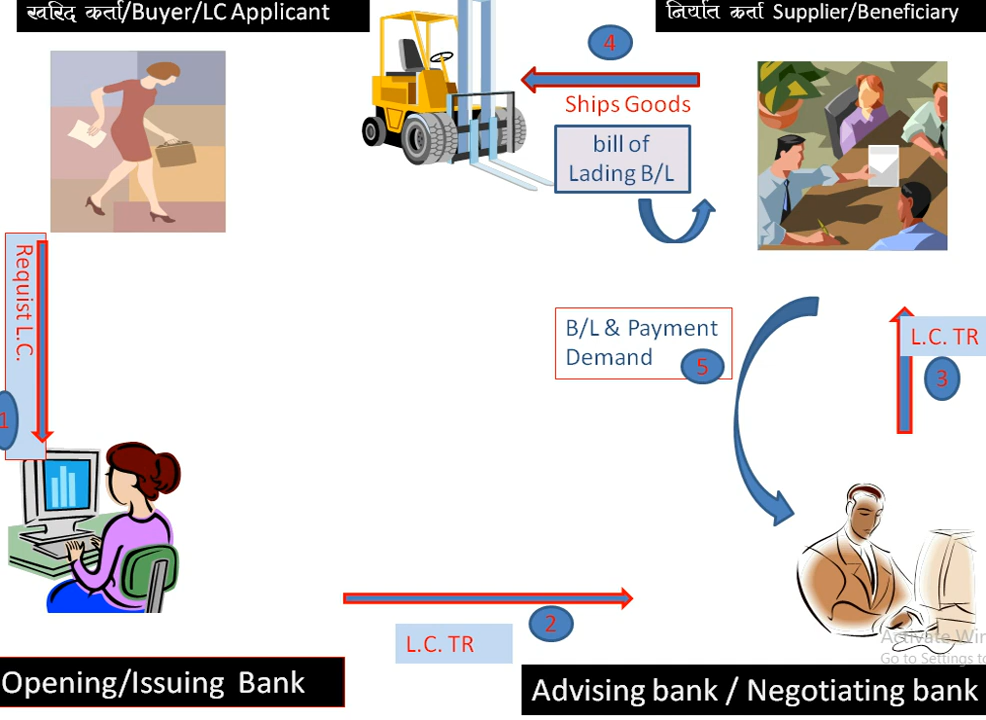 खरिद कर्ता/Buyer/LC Applicant
निर्यात कर्ता Supplier/Beneficiary
4
Ships Goods
bill of
Lading B/L
Requist L.C.
1
B/L & Payment
Demand
5
L.C. TR
3
2
L.C. TR
Activate Win
Go to Settings to
Opening/Issuing Bank
Advising bank / Negotiating bank